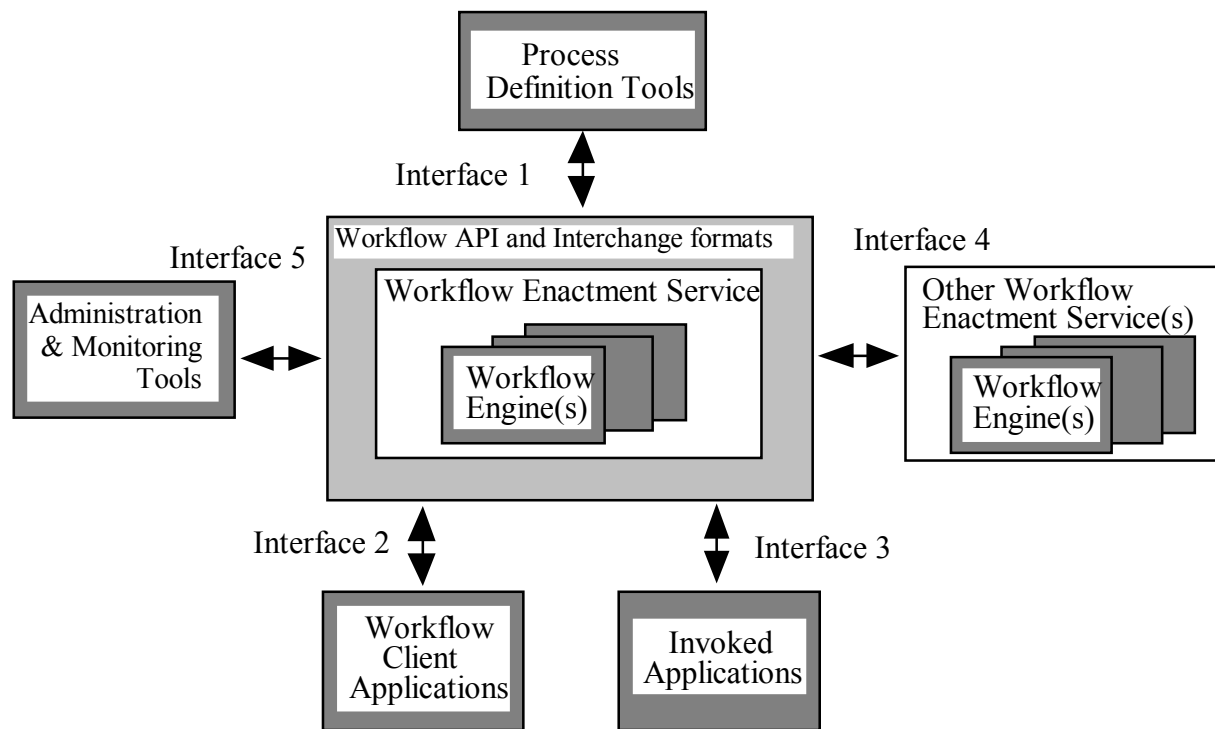 Process
Definition Tools
Interface 1
Workflow API and Interchange formats
Interface 4
Interface 5
Workflow Enactment Service
Other Workflow
Enactment Service(s)
Administration
& Monitoring
Tools
Workflow
Engine(s)
Workflow
Engine(s)
Interface 2
Interface 3
Workflow
Client
Applications
Invoked
Applications